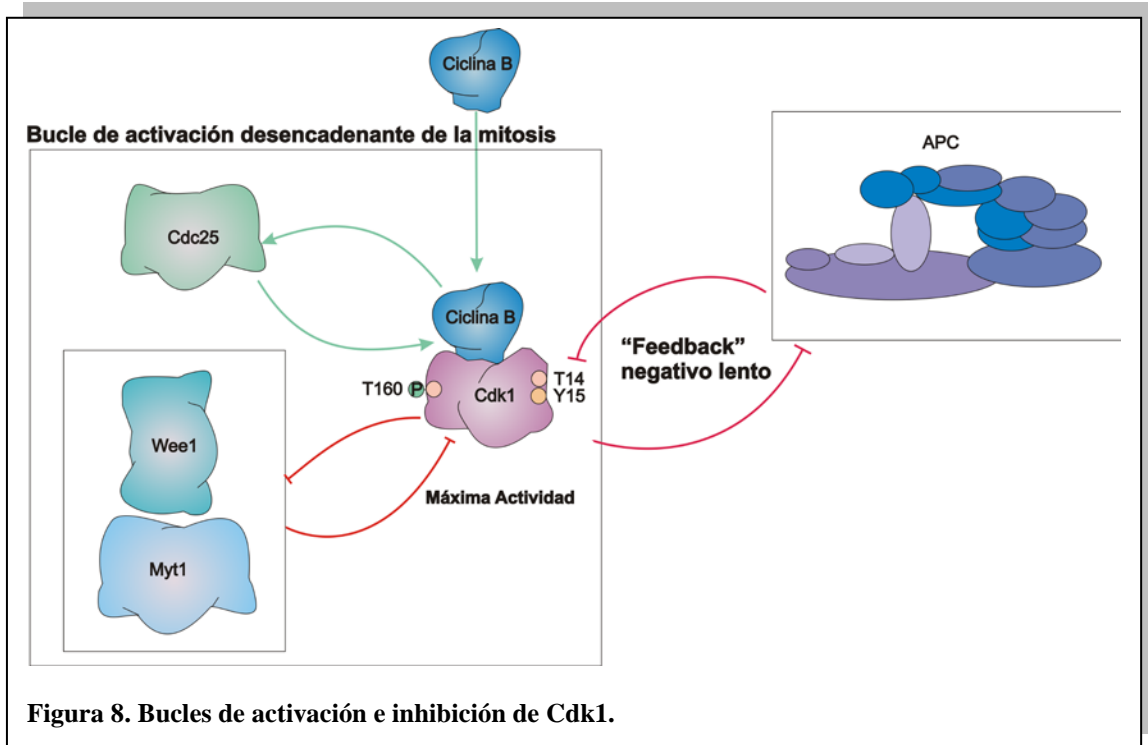 Ciclina B
Bucle de activación desencadenante de la mitosis
APC
Cdc25
Ciclina B
"Feedback"
negativo lento
T160 P
Cdk1
T14
Y15
Wee1
Máxima Actividad
Myt1
Figura 8. Bucles de activación e inhibición de Cdk1.